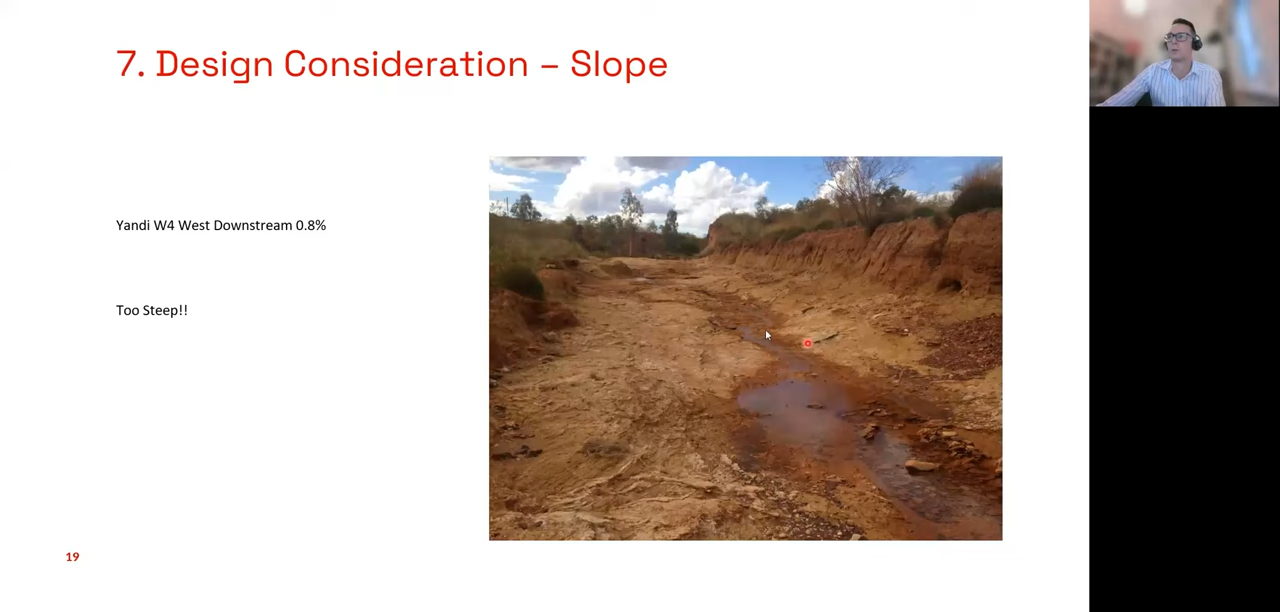 7. Design Consideration – Slope
Yandi W4 West Downstream 0.8%
Too Steep!!
19